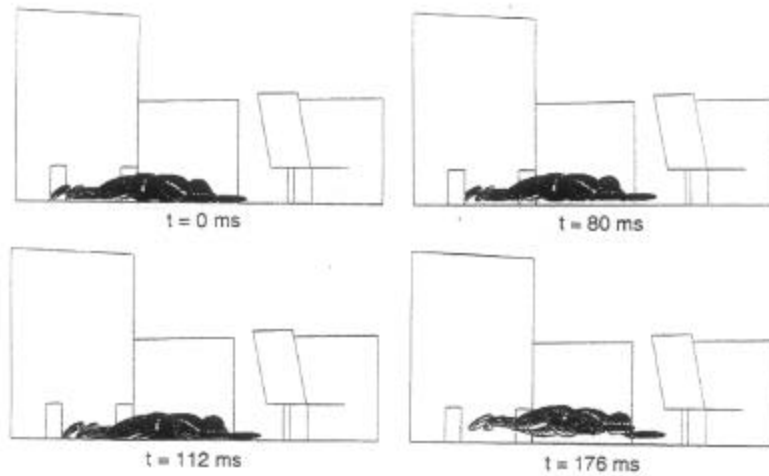 t = 0 ms
t = 80 ms
t = 112 ms
t = 176 ms